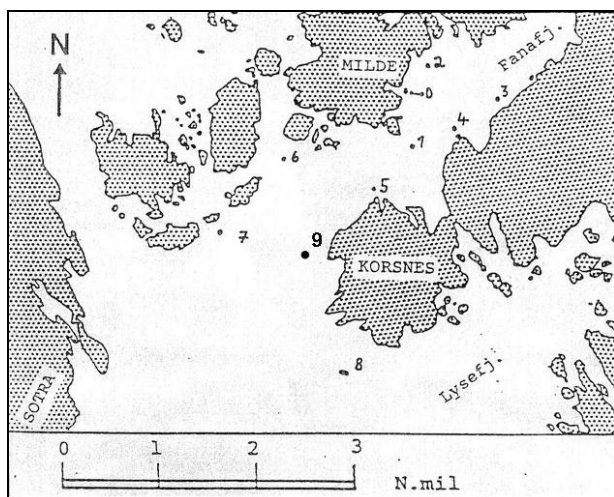 N
MILDE
Fanafj.
2
0
3
4
1
6
5
7
9
KORSNES
8
Lysefj.
SOTRA
0 1 2 3
N.mil